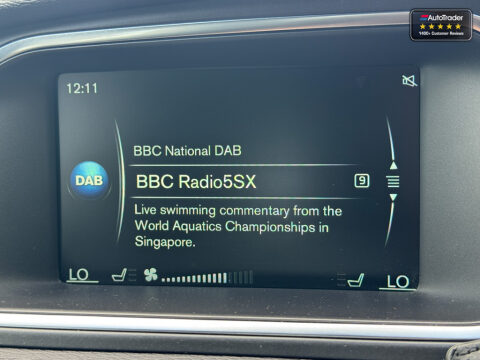 AutoTrader
1400+ Customer Reviews
12:11
BBC National DAB
DAB
BBC Radio5SX
9
Live swimming commentary from the
World Aquatics Championships in
Singapore.
LO
LO